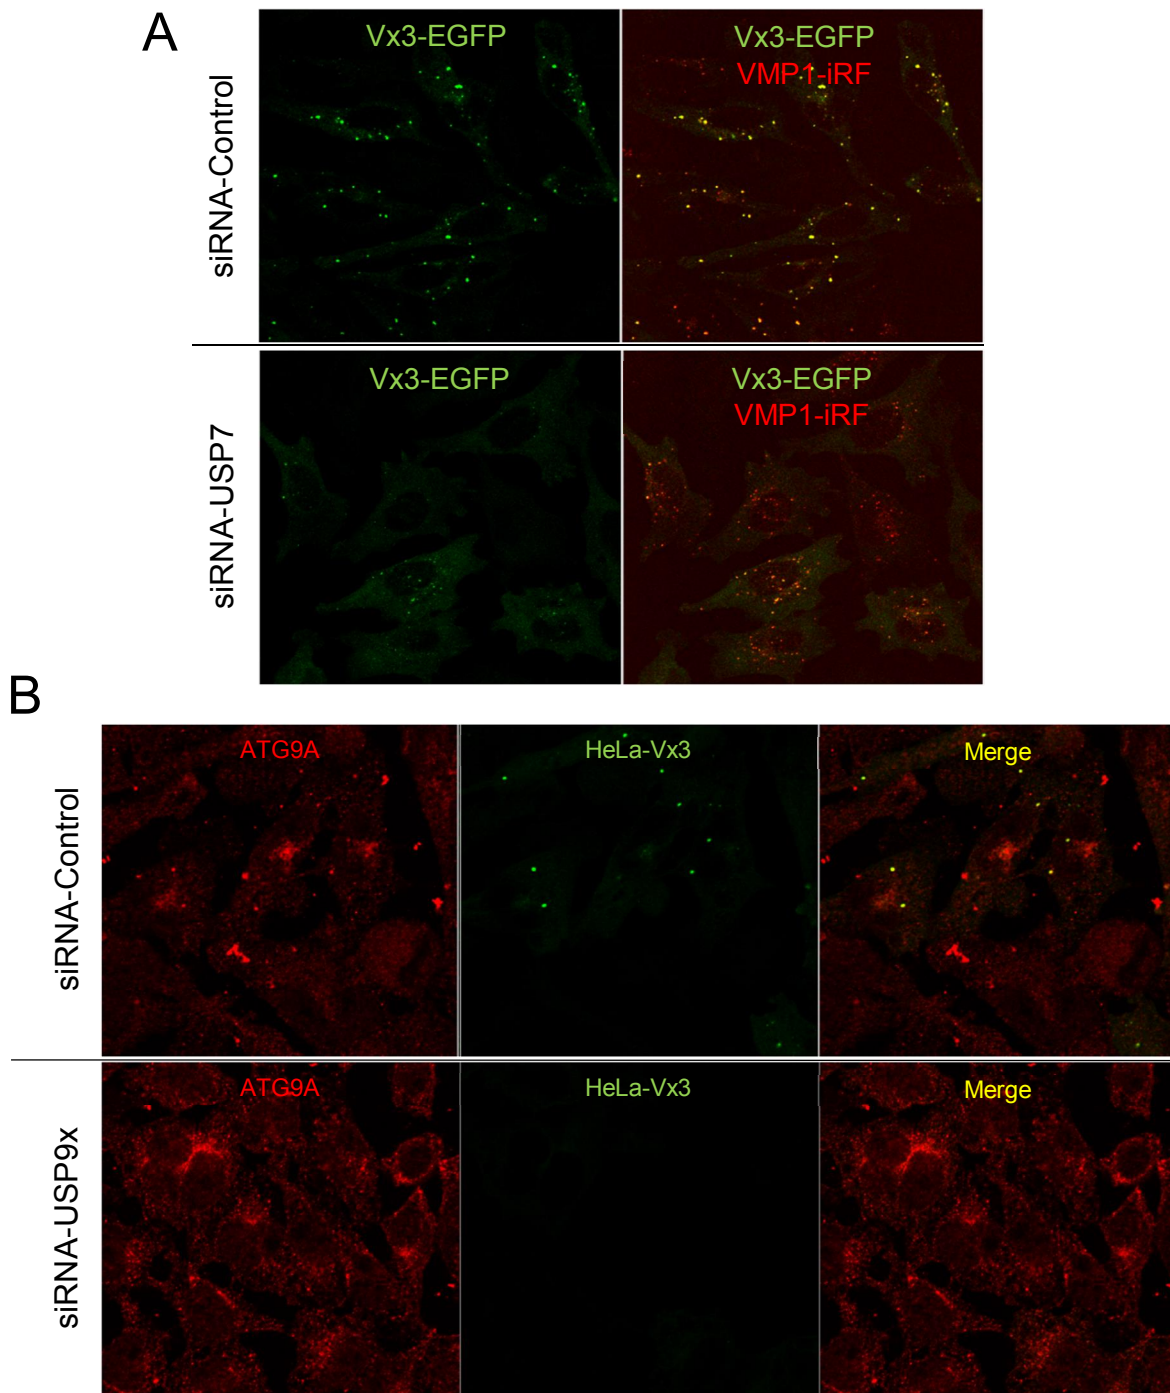 A
Vx3-EGFP
Vx3-EGFP
VMP1-iRF
siRNA-Control
Vx3-EGFP
Vx3-EGFP
VMP1-iRF
siRNA-USP7
B
ATG9A
HeLa-Vx3
Merge
siRNA-Control
ATG9A
HeLa-Vx3
Merge
siRNA-USP9x